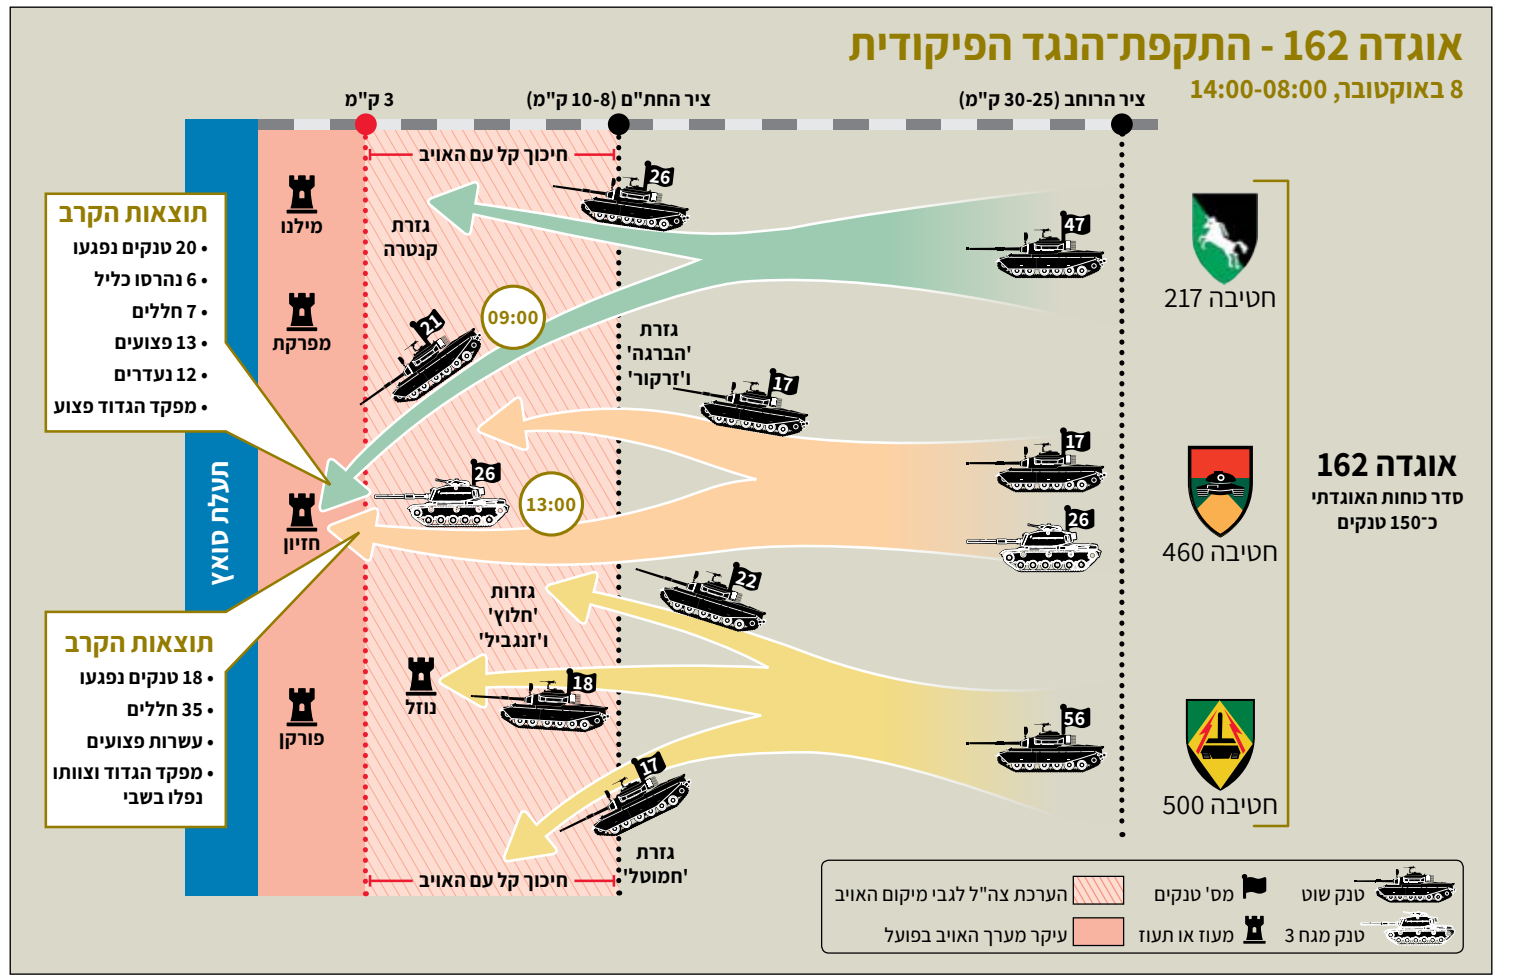 אוגדה 162 - התקפת־הנגד הפיקודית
8 באוקטובר, 14:00-08:00
ציר הרוחב (30-25 ק"מ)
ציר החת"ם (10-8 ק"מ)
3 ק"מ
חיכוך קל עם האויב
26
47
חטיבה 217
גזרת
קנטרה
מילנו
תוצאות הקרב
• 20 טנקים נפגעו
• 6 נהרסו כליל
• 7 חללים
• 13 פצועים
• 12 נעדרים
• מפקד הגדוד פצוע
מפרקת
21
09:00
גזרת
'הברגה'
ו'זרקור'
17
17
26
13:00
26
חטיבה 460
אוגדה 162
סדר כוחות האוגדתי
כ־150 טנקים
חזיון
תעלת סואץ
גזרות
'חלוץ'
ו'זנגביל'
22
תוצאות הקרב
• 18 טנקים נפגעו
• 35 חללים
• עשרות פצועים
• מפקד הגדוד וצוותו
נפלו בשבי
נוזל
18
פורקן
56
חטיבה 500
17
גזרת
'חמוטל'
חיכוך קל עם האויב
טנק שוט
מס' טנקים
הערכת צה"ל לגבי מיקום האויב
טנק מגח 3
מעוז או תעוז
עיקר מערך האויב בפועל